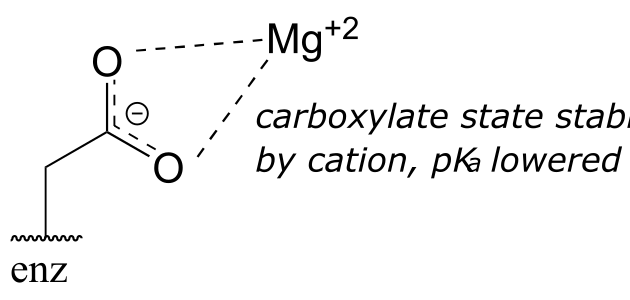 O
Mg+2
⊖
O
carboxylate state
by cation, pKa lowered
enz